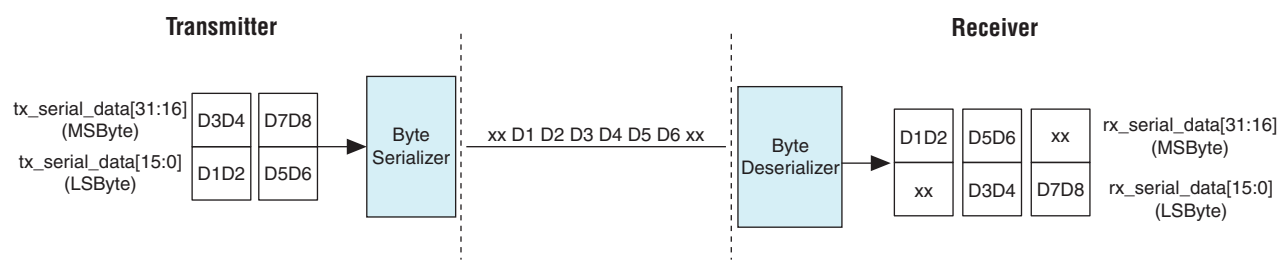 Transmitter
Receiver
tx_serial_data[31:16]
(MSByte)
tx_serial_data[15:0]
(LSByte)
D3D4
D7D8
D1D2
D5D6
Byte
Serializer
xx D1 D2 D3 D4 D5 D6 xx
Byte
Deserializer
D1D2
D5D6
xx
xx
D3D4
D7D8
rx_serial_data[31:16]
(MSByte)
rx_serial_data[15:0]
(LSByte)